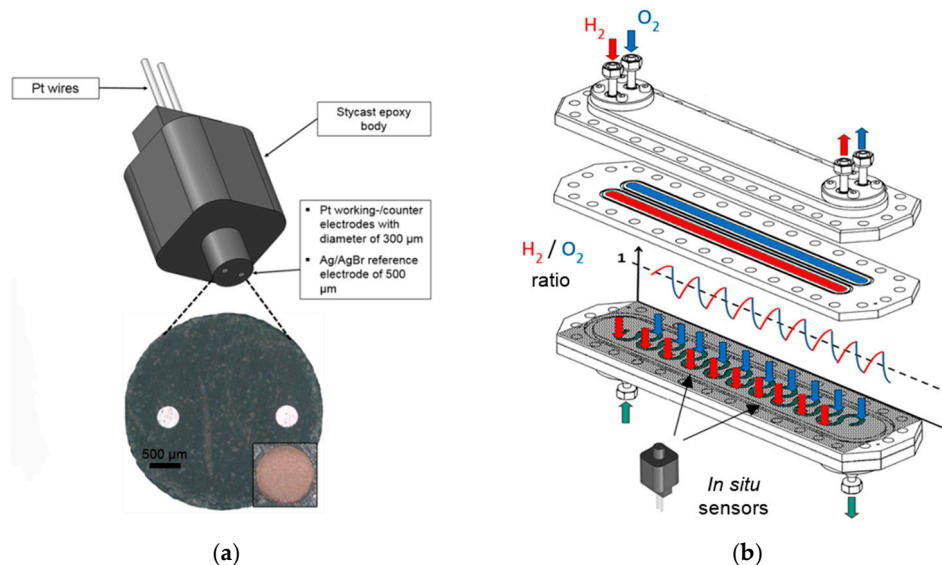 Pt wires
Stycast epoxy
body
▪ Pt working-/counter
electrodes with
diameter of 300 µm
▪ Ag/AgBr reference
electrode of 500
µm
500 µm
(a)
H2 O2
H2 / O2
ratio
1
In situ
sensors
(b)